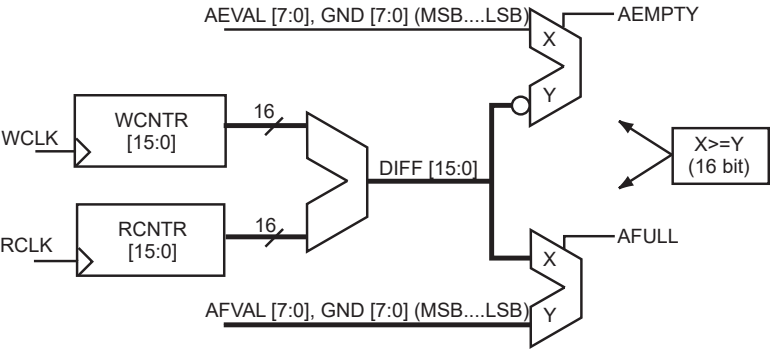 AEVAL [7:0], GND [7:0] (MSB....LSB)
AEMPTY
X
Y
WCNTR
[15:0]
16
WCLK
DIFF [15:0]
X>=Y
(16 bit)
RCNTR
[15:0]
16
RCLK
AFULL
X
AFVAL [7:0], GND [7:0] (MSB....LSB)
Y